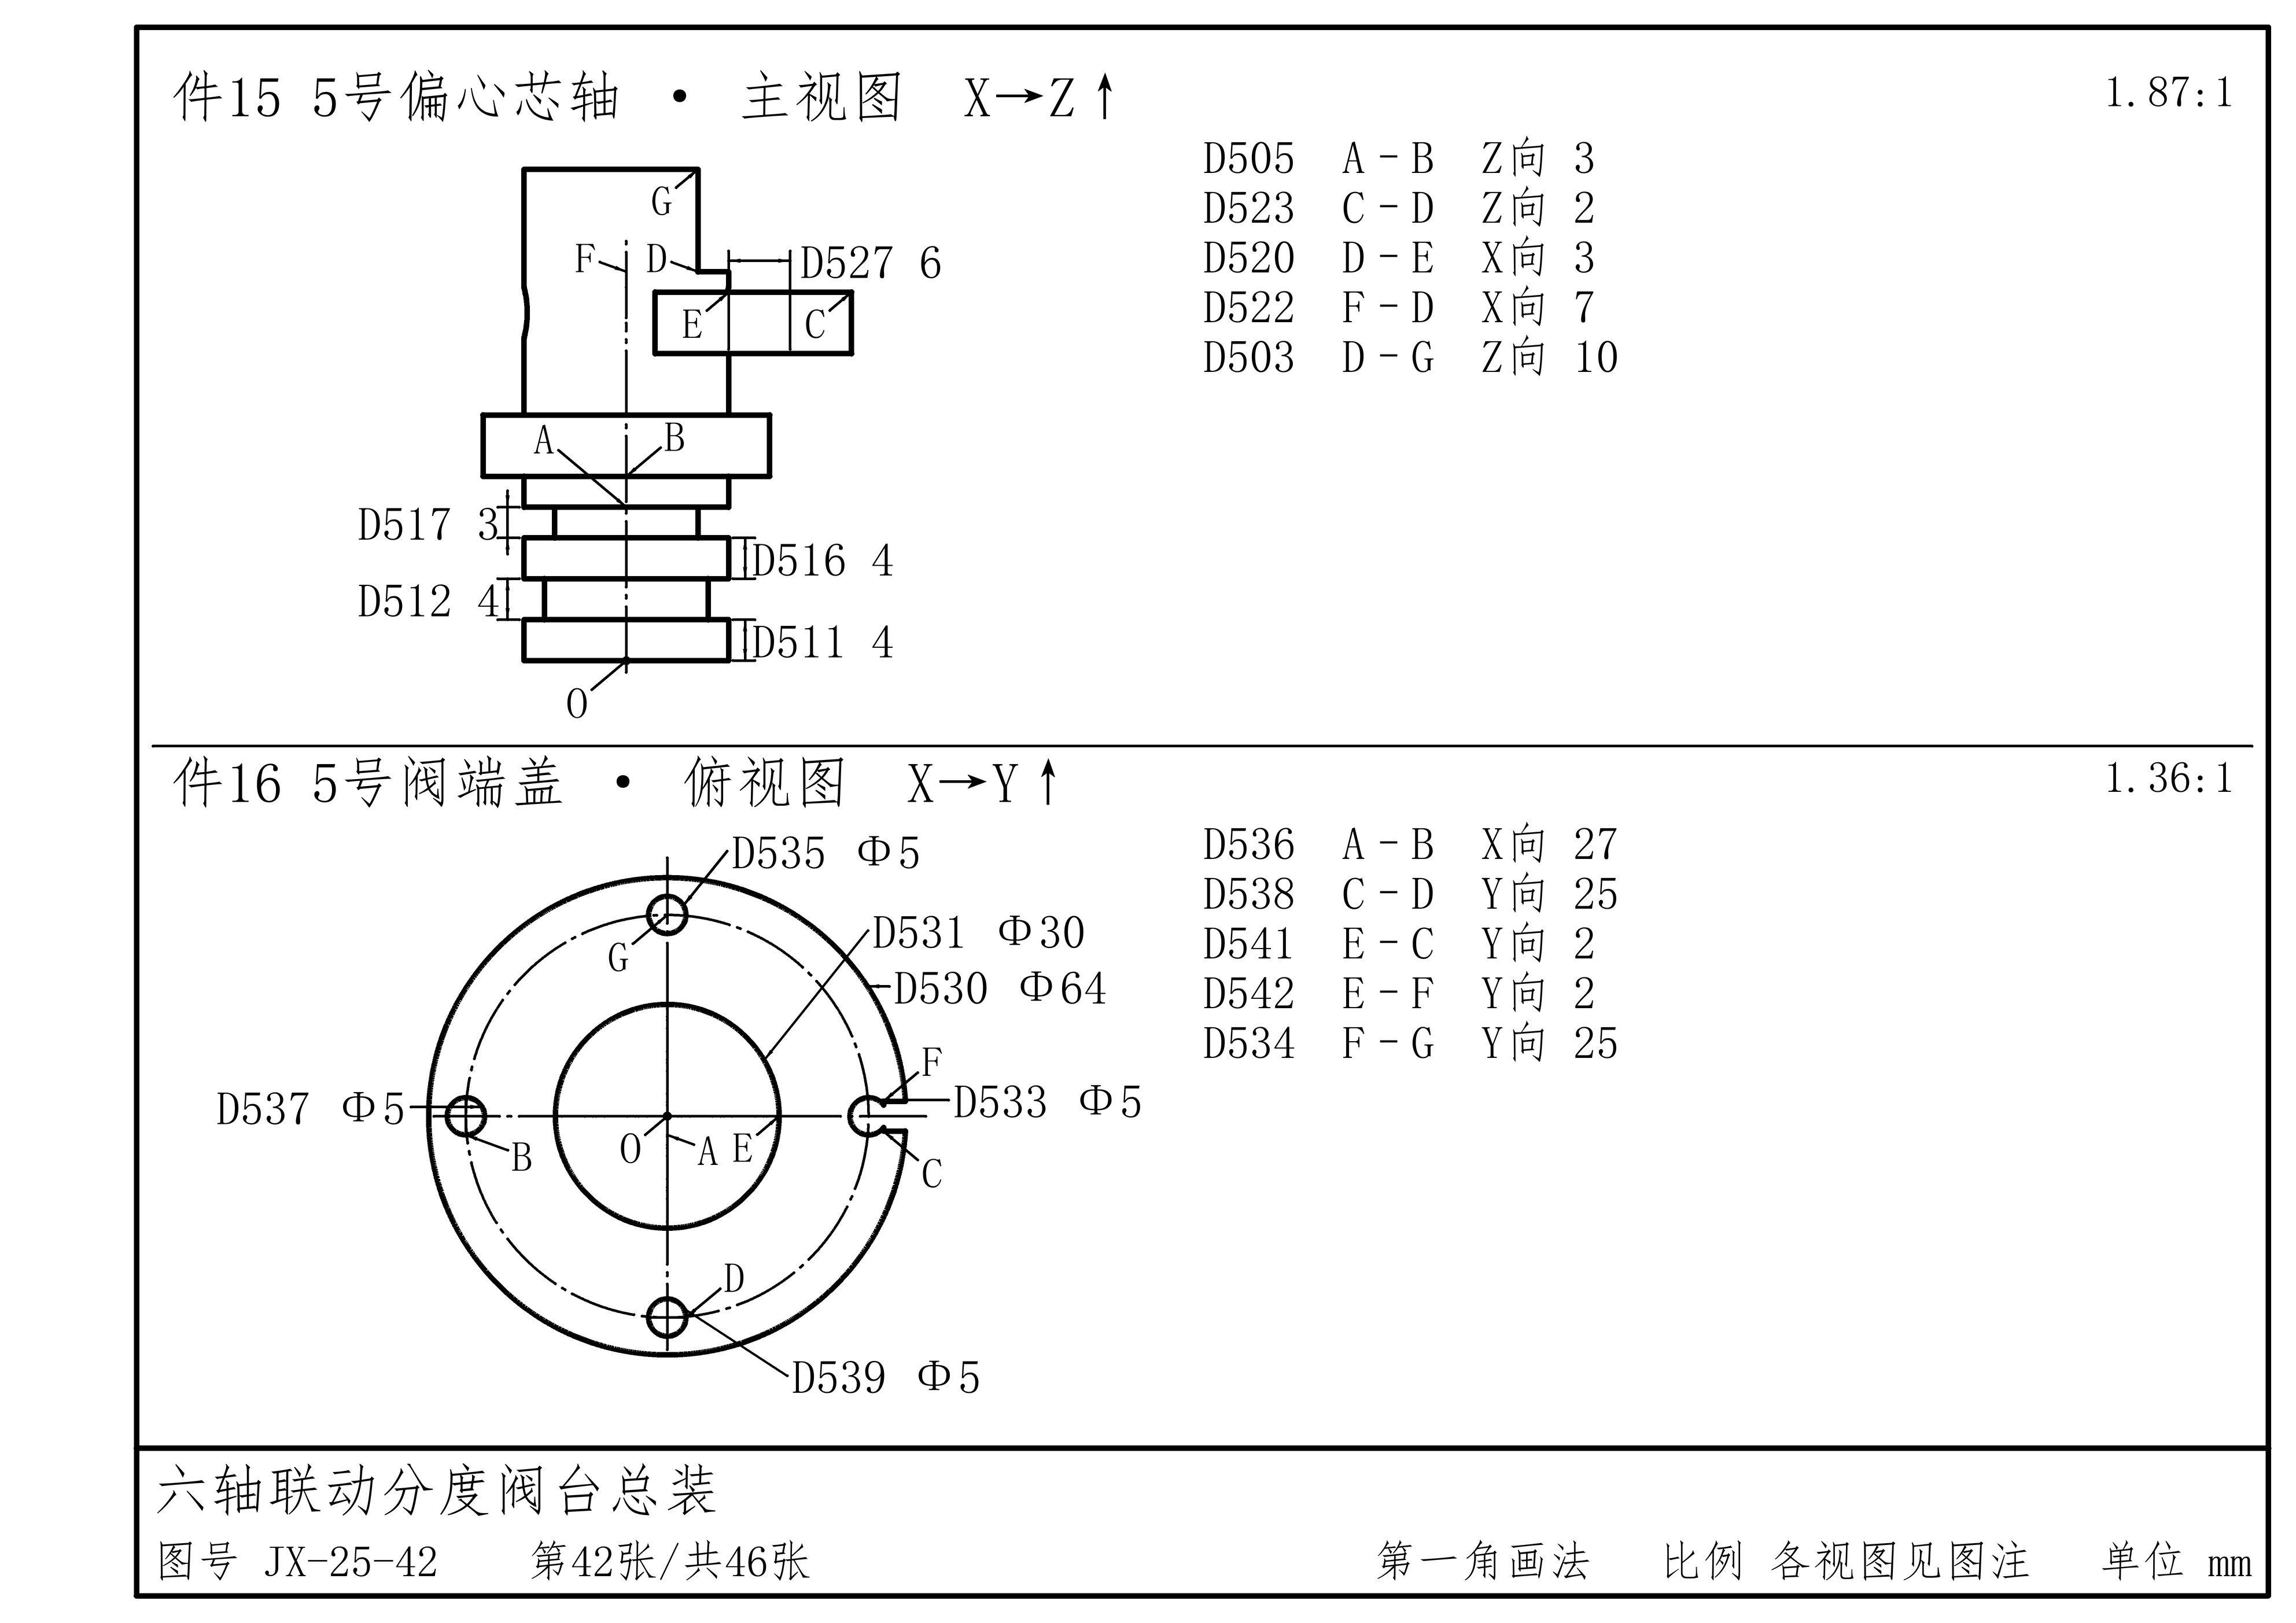 件15 5号偏心芯轴 • 主视图 X→Z↑
1.87:1
D505 A-B Z向 3
D523 C-D Z向 2
D520 D-E X向 3
D522 F-D X向 7
D503 D-G Z向 10
G
F D D527 6
E C
A B
D517 3
D516 4
D512 4
D511 4
O
件16 5号阀端盖 • 俯视图 X→Y↑
1.36:1
D536 A-B X向 27
D538 C-D Y向 25
D541 E-C Y向 2
D542 E-F Y向 2
D534 F-G Y向 25
D535 Φ5
D531 Φ30
G
D530 Φ64
F
D537 Φ5
D533 Φ5
B O A E
C
D
D539 Φ5
六轴联动分度阀台总装
图号 JX-25-42 第42张/共46张 第一角画法 比例 各视图见图注 单位 mm